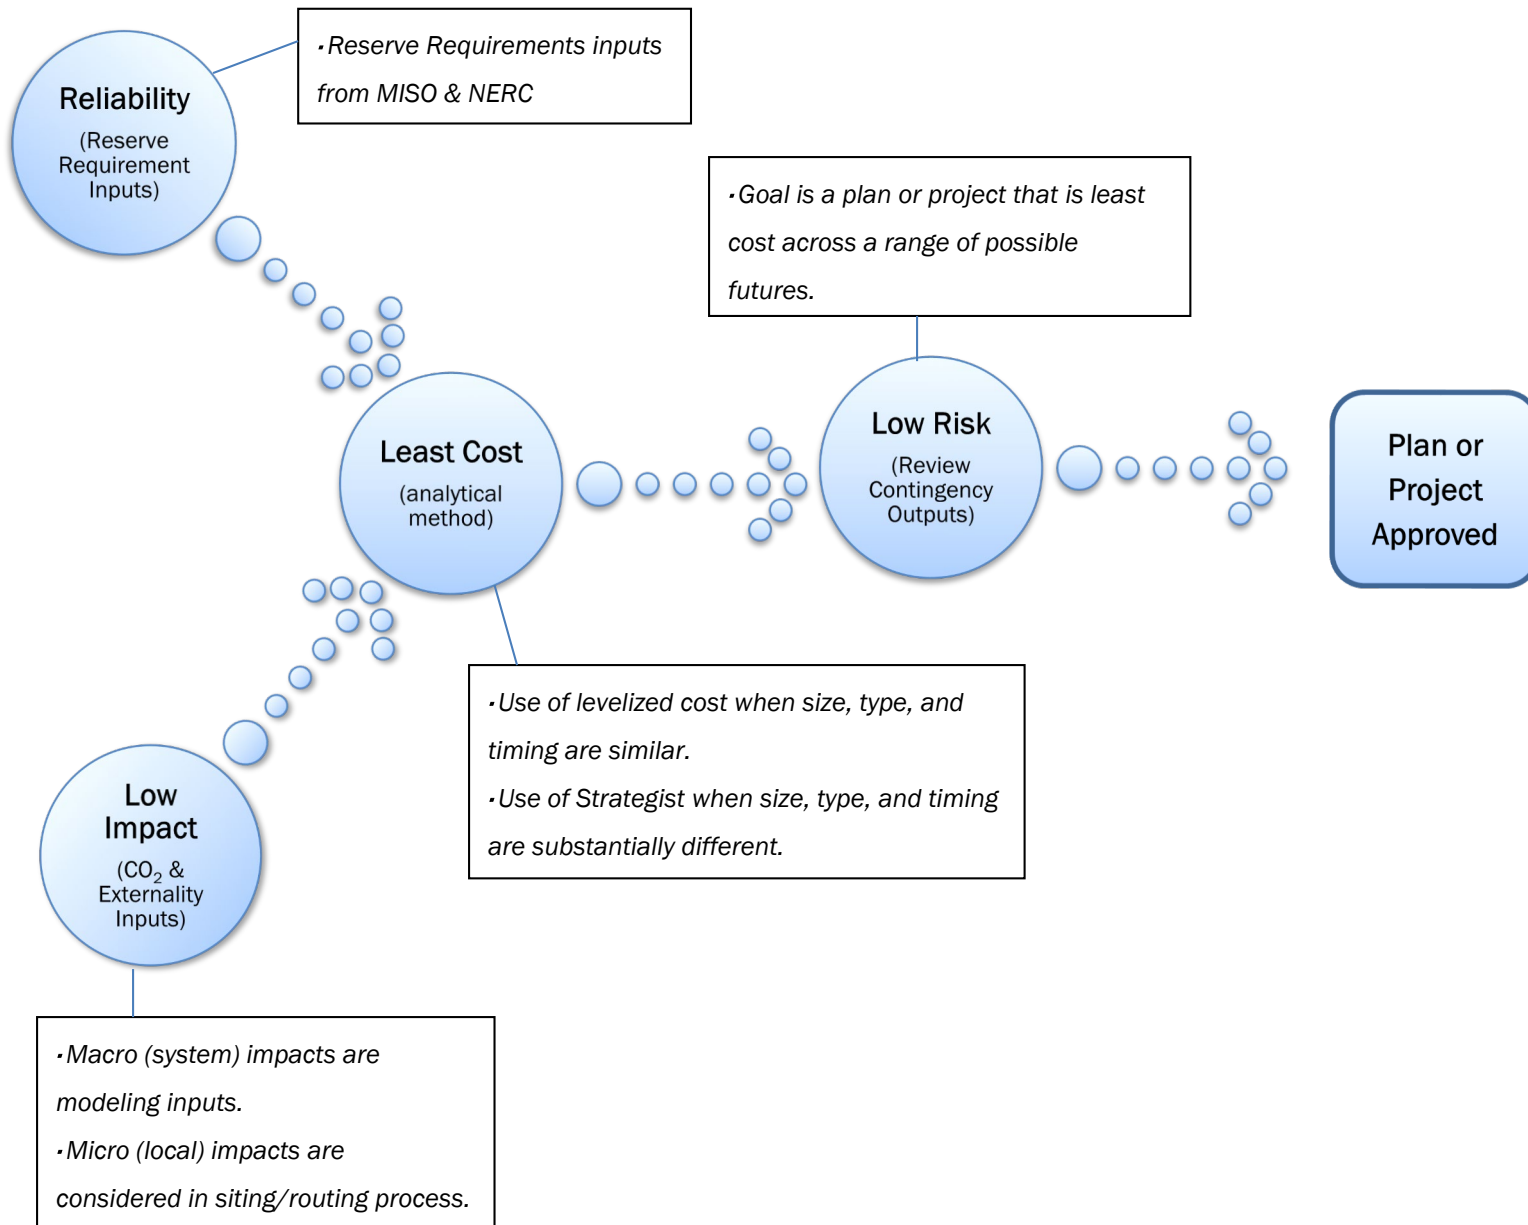 Reliability
(Reserve
Requirement
Inputs)
·Reserve Requirements inputs
from MISO & NERC
·Goal is a plan or project that is least
cost across a range of possible
futures.
Least Cost
(analytical
method)
Low Risk
(Review
Contingency
Outputs)
Plan or
Project
Approved
·Use of levelized cost when size, type, and
timing are similar.
·Use of Strategist when size, type, and timing
are substantially different.
Low
Impact
(CO₂ &
Externality
Inputs)
·Macro (system) impacts are
modeling inputs.
·Micro (local) impacts are
considered in siting/routing process.